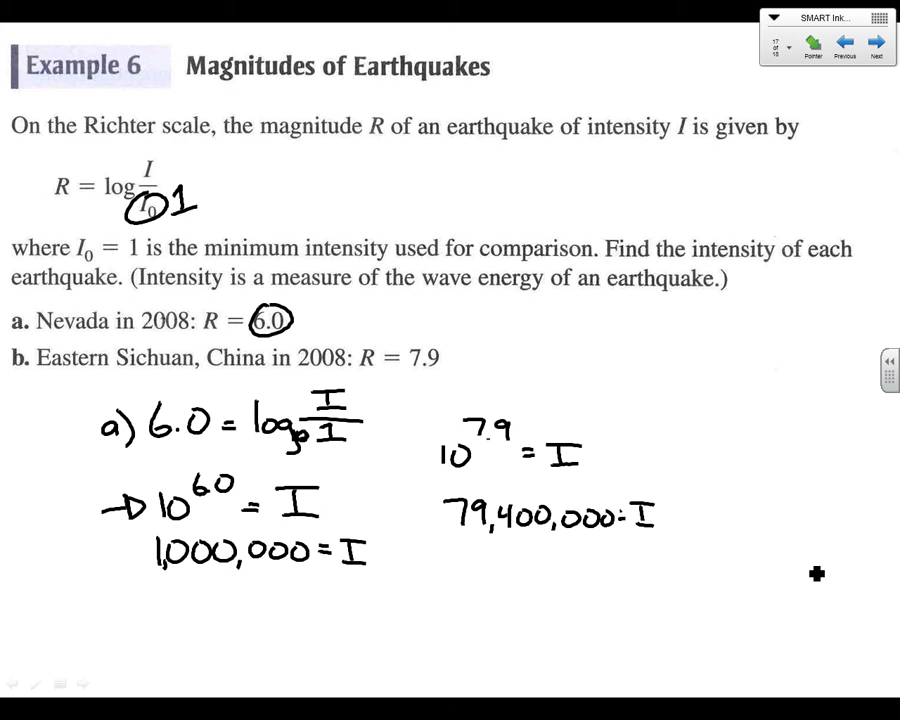 SMART Ink...
17 of 18
Pointer Previous Next
Example 6 Magnitudes of Earthquakes
On the Richter scale, the magnitude R of an earthquake of intensity I is given by
R = log I/I₀ 1
where I₀ = 1 is the minimum intensity used for comparison. Find the intensity of each
earthquake. (Intensity is a measure of the wave energy of an earthquake.)
a. Nevada in 2008: R = 6.0
b. Eastern Sichuan, China in 2008: R = 7.9
a) 6.0 = log₁₀ I/1
→ 10^6.0 = I
1,000,000 = I
10^7.9 = I
79,400,000 = I